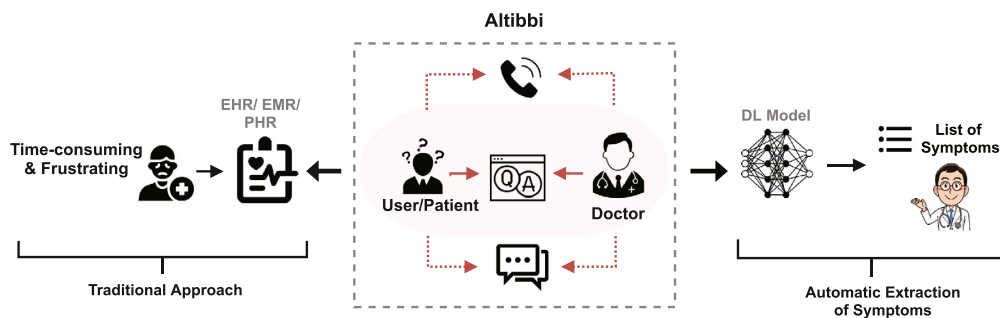 Altibbi
EHR/ EMR/
PHR
Time-consuming
& Frustrating
? ? ?
User/Patient
Q A
Doctor
DL Model
List of
Symptoms
Traditional Approach
Automatic Extraction
of Symptoms